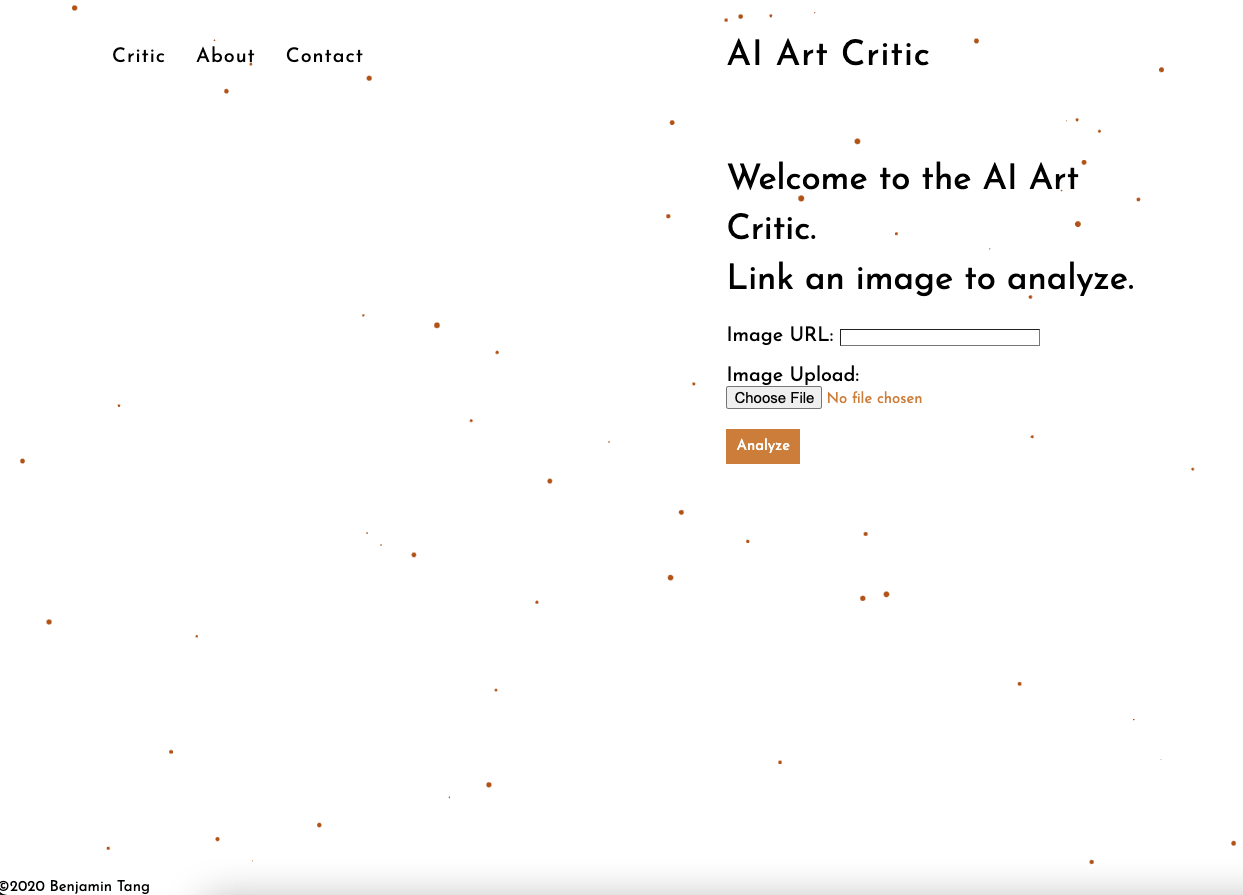 Critic About Contact
AI Art Critic
Welcome to the AI Art
Critic.
Link an image to analyze.
Image URL:
Image Upload:
Choose File No file chosen
Analyze
©2020 Benjamin Tang